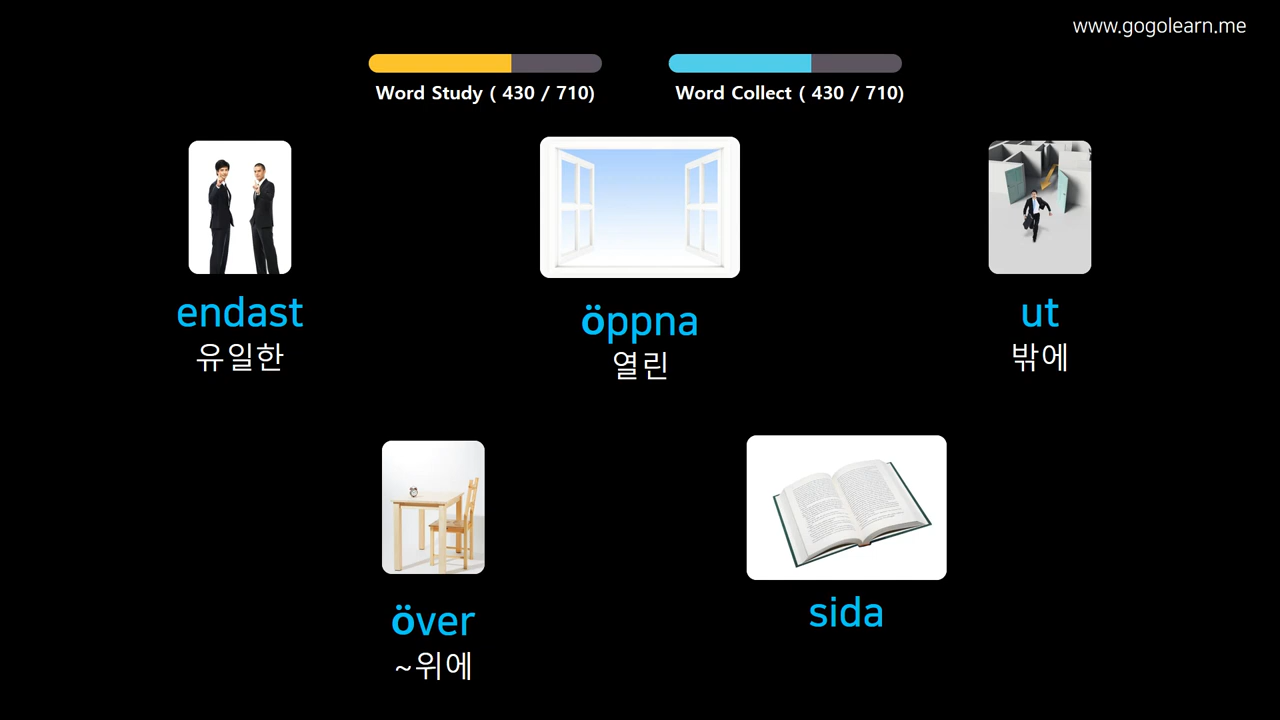 www.gogolearn.me
Word Study ( 430 / 710)
Word Collect ( 430 / 710)
endast
유일한
öppna
열린
ut
밖에
över
~위에
sida